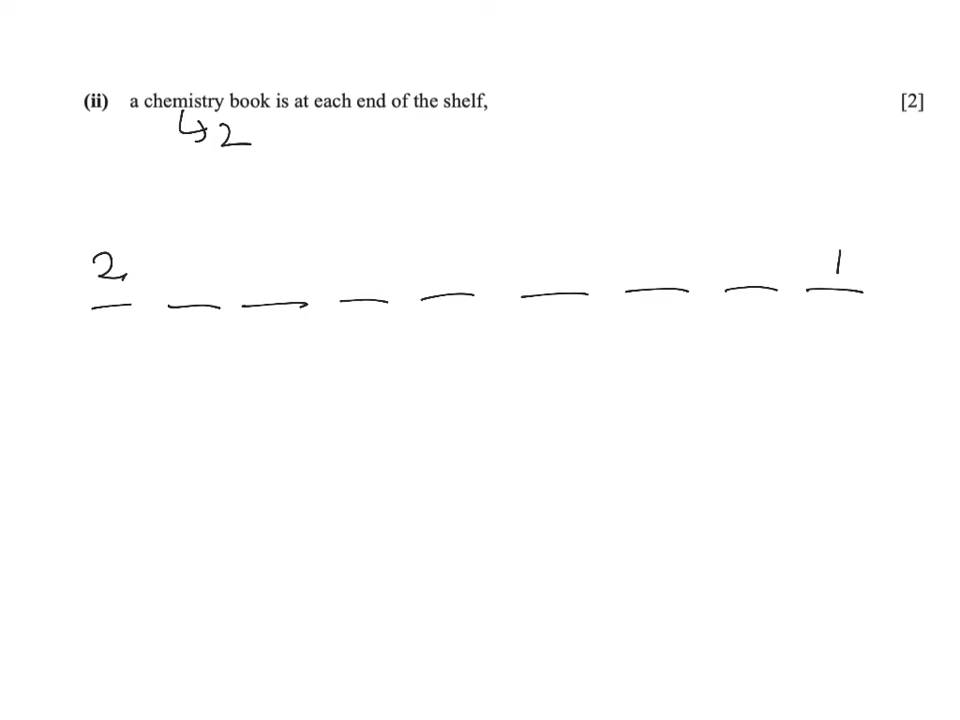 (ii) a chemistry book is at each end of the shelf, [2]
↳ 2
2 _ _ _ _ _ _ _ 1